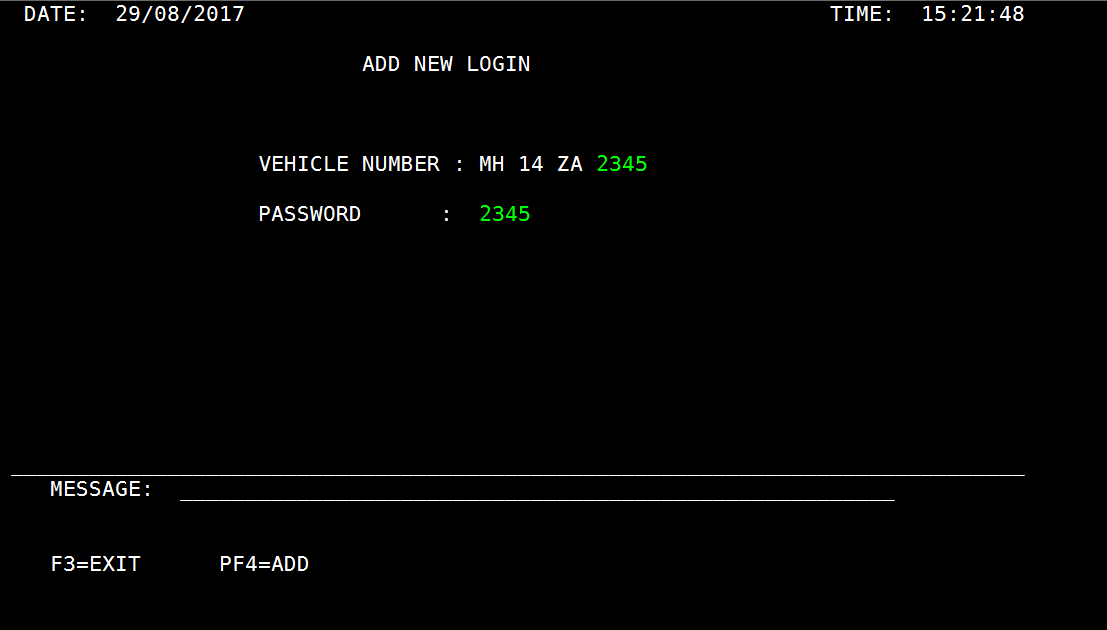 DATE: 29/08/2017 TIME: 15:21:48
ADD NEW LOGIN
VEHICLE NUMBER : MH 14 ZA 2345
PASSWORD : 2345
MESSAGE:
F3=EXIT PF4=ADD